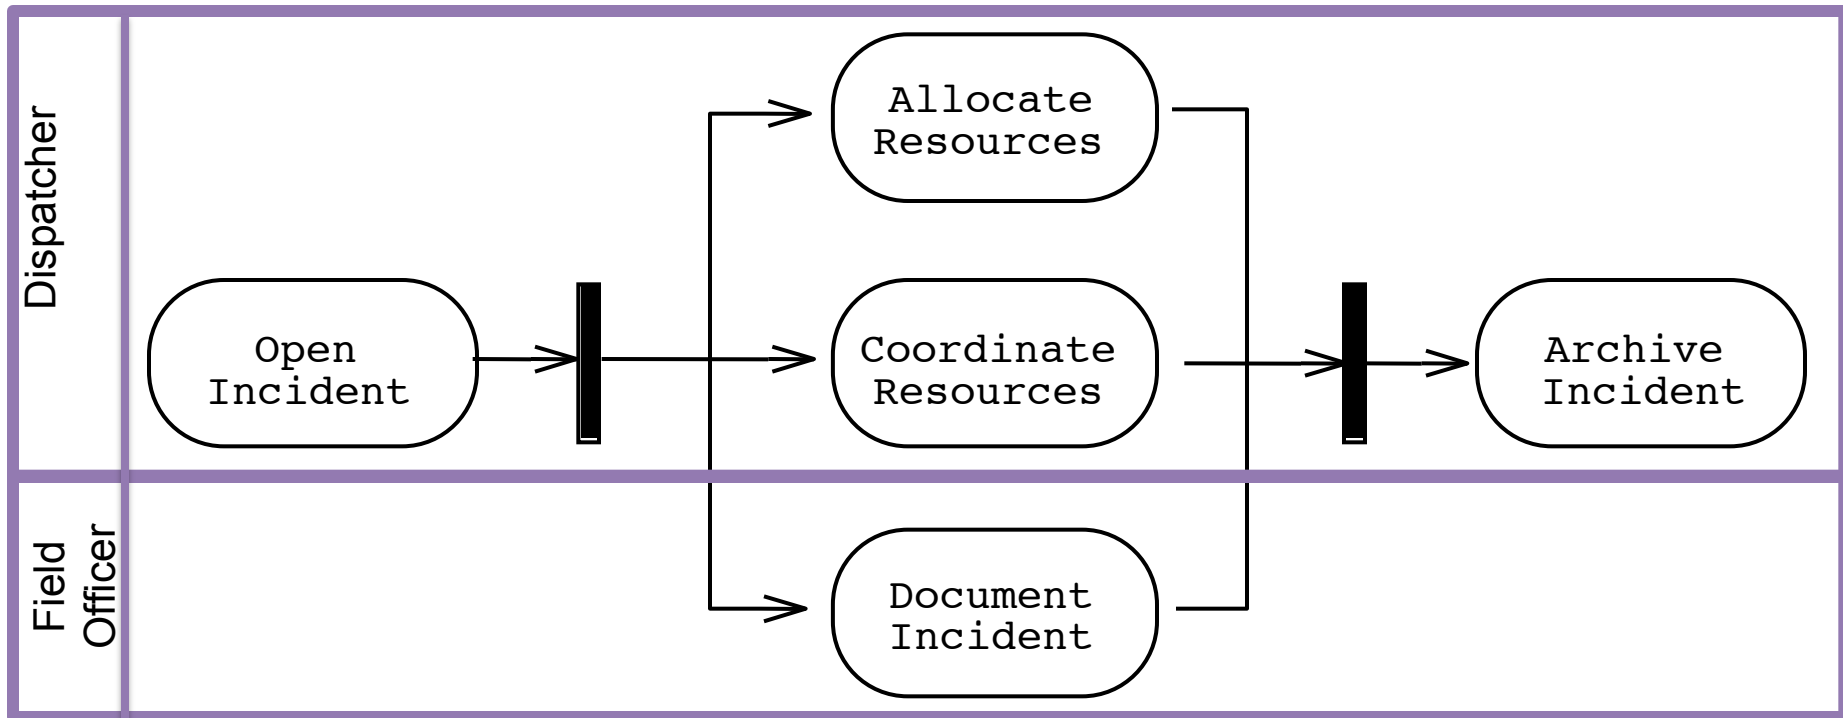 Dispatcher
Allocate
Resources
Open
Incident
Coordinate
Resources
Archive
Incident
Field
Officer
Document
Incident